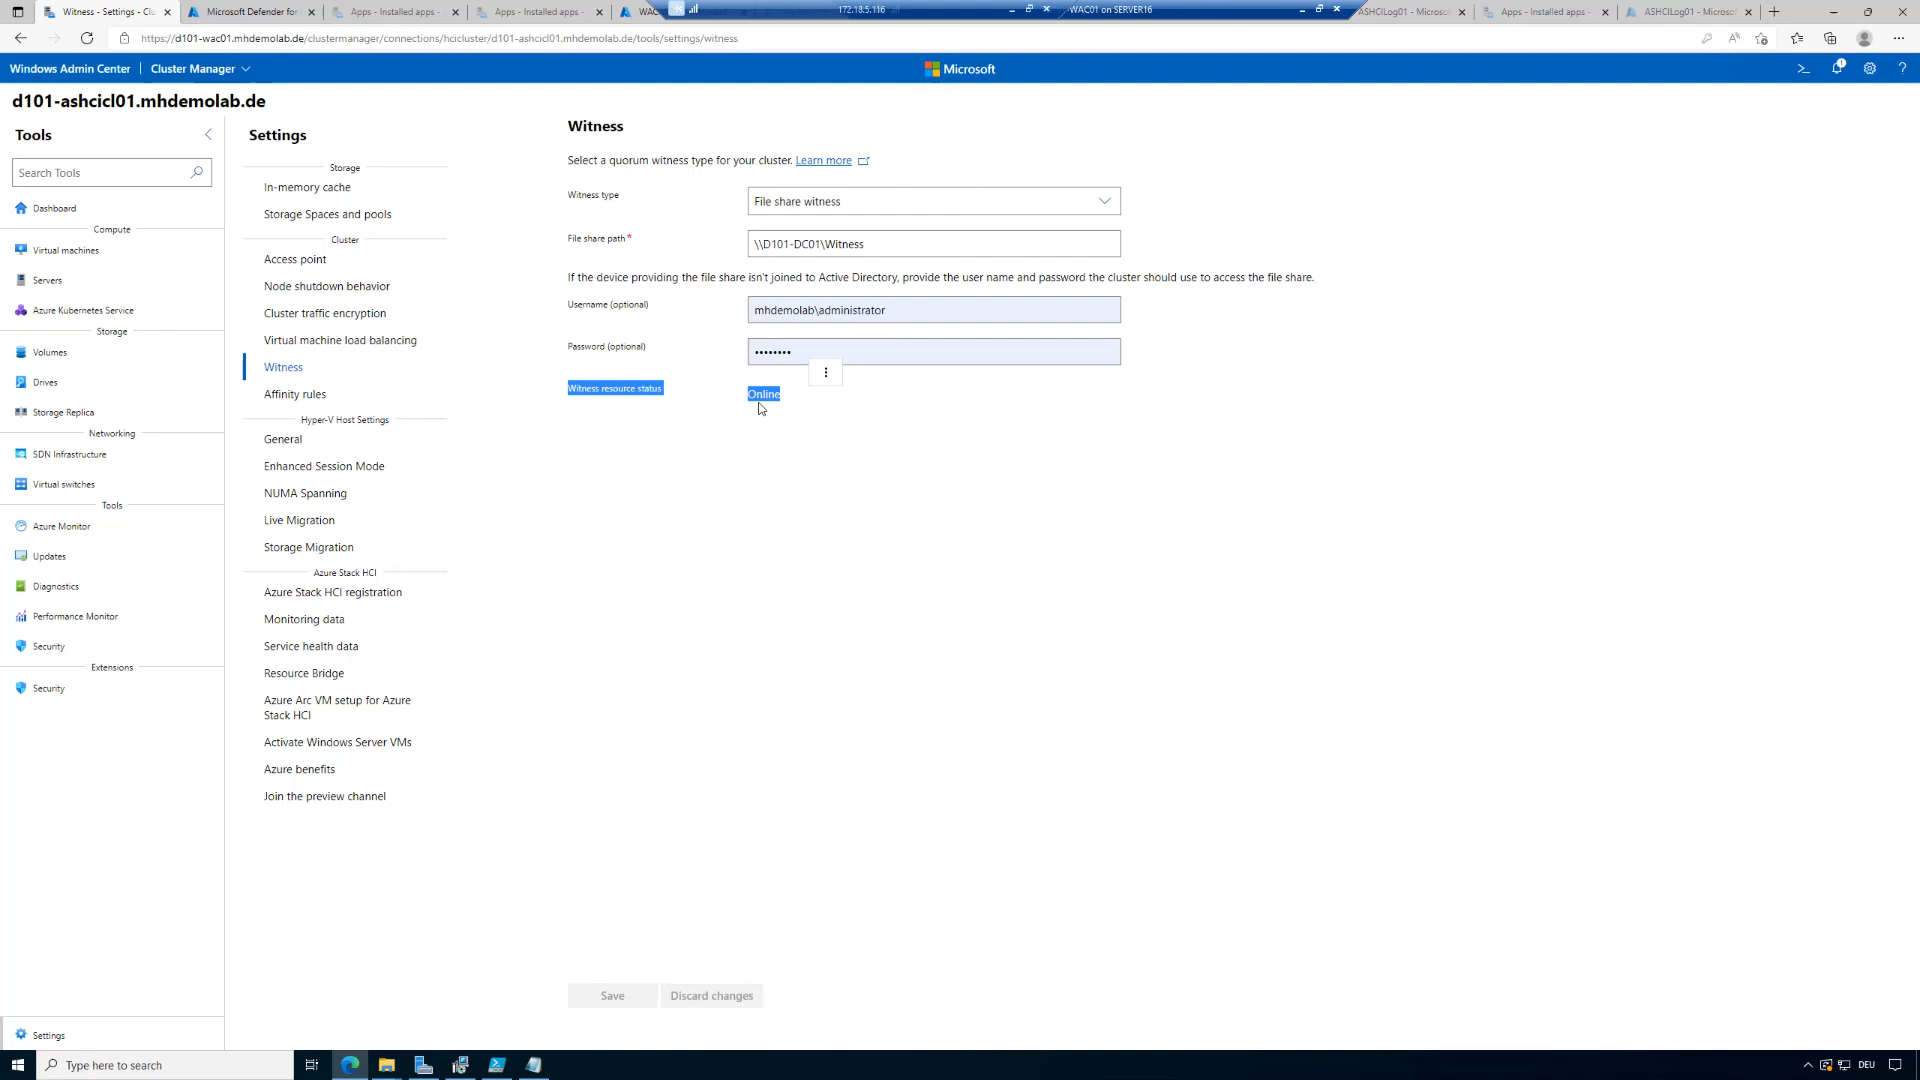 Witness - Settings - Clu
Microsoft Defender for
Apps - Installed apps -
Apps - Installed apps -
WAC
172.18.5.116
WAC01 on SERVER16
ASHCILog01 - Microsof
Apps - Installed apps -
ASHCILog01 - Microsof
https://d101-wac01.mhdemolab.de/clustermanager/connections/hcicluster/d101-ashcicl01.mhdemolab.de/tools/settings/witness
Windows Admin Center
Cluster Manager
Microsoft
d101-ashcicl01.mhdemolab.de
Tools
Search Tools
Dashboard
Compute
Virtual machines
Servers
Azure Kubernetes Service
Storage
Volumes
Drives
Storage Replica
Networking
SDN Infrastructure
Virtual switches
Tools
Azure Monitor
Updates
Diagnostics
Performance Monitor
Security
Extensions
Security
Settings
Settings
Storage
In-memory cache
Storage Spaces and pools
Cluster
Access point
Node shutdown behavior
Cluster traffic encryption
Virtual machine load balancing
Witness
Affinity rules
Hyper-V Host Settings
General
Enhanced Session Mode
NUMA Spanning
Live Migration
Storage Migration
Azure Stack HCI
Azure Stack HCI registration
Monitoring data
Service health data
Resource Bridge
Azure Arc VM setup for Azure
Stack HCI
Activate Windows Server VMs
Azure benefits
Join the preview channel
Witness
Select a quorum witness type for your cluster. Learn more
Witness type
File share witness
File share path *
\\D101-DC01\Witness
If the device providing the file share isn't joined to Active Directory, provide the user name and password the cluster should use to access the file share.
Username (optional)
mhdemolab\administrator
Password (optional)
••••••••
Witness resource status
Online
Save
Discard changes
Type here to search
DEU